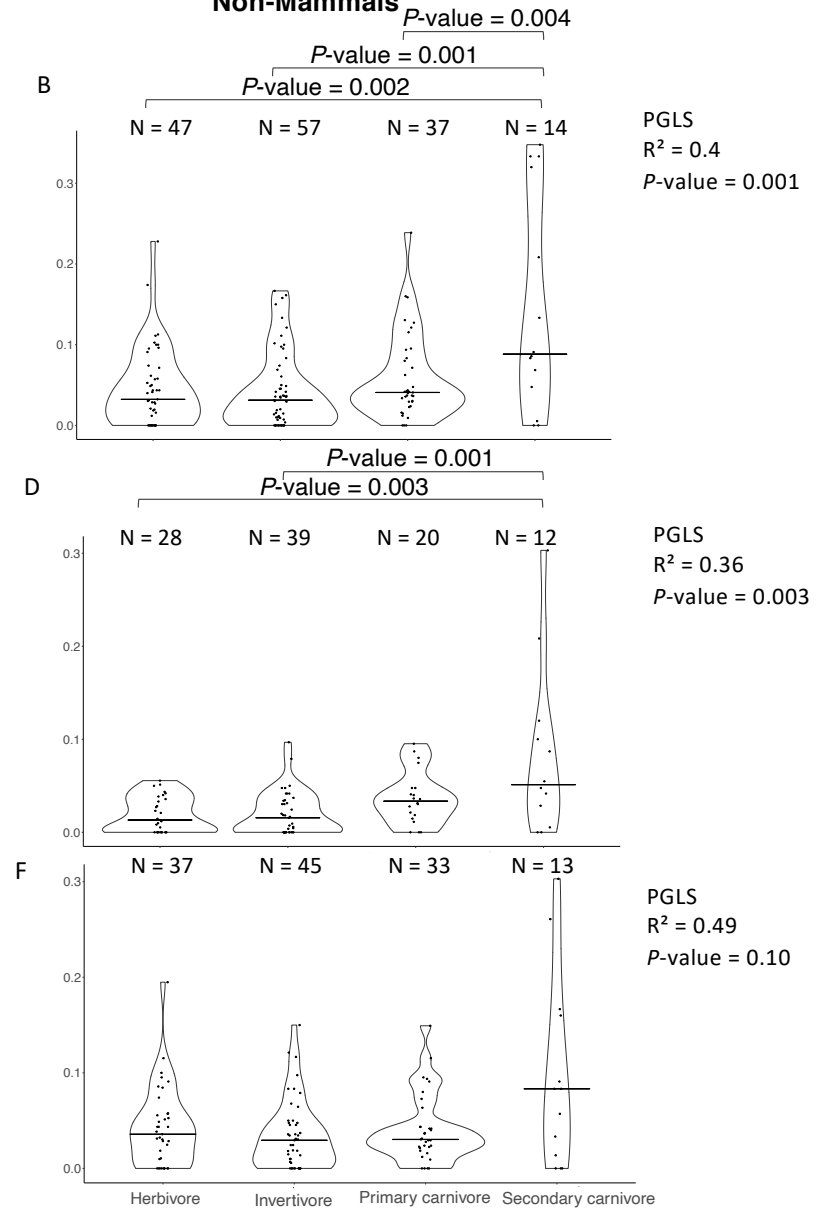 Non-Mammals
P-value = 0.004
P-value = 0.001
B
P-value = 0.002
N = 47 N = 57 N = 37 N = 14
PGLS
R² = 0.4
P-value = 0.001
0.3
0.2
0.1
0.0
P-value = 0.001
D
P-value = 0.003
N = 28 N = 39 N = 20 N = 12
PGLS
R² = 0.36
P-value = 0.003
0.3
0.2
0.1
0.0
F
N = 37 N = 45 N = 33 N = 13
PGLS
R² = 0.49
P-value = 0.10
0.3
0.2
0.1
0.0
Herbivore Invertivore Primary carnivore Secondary carnivore